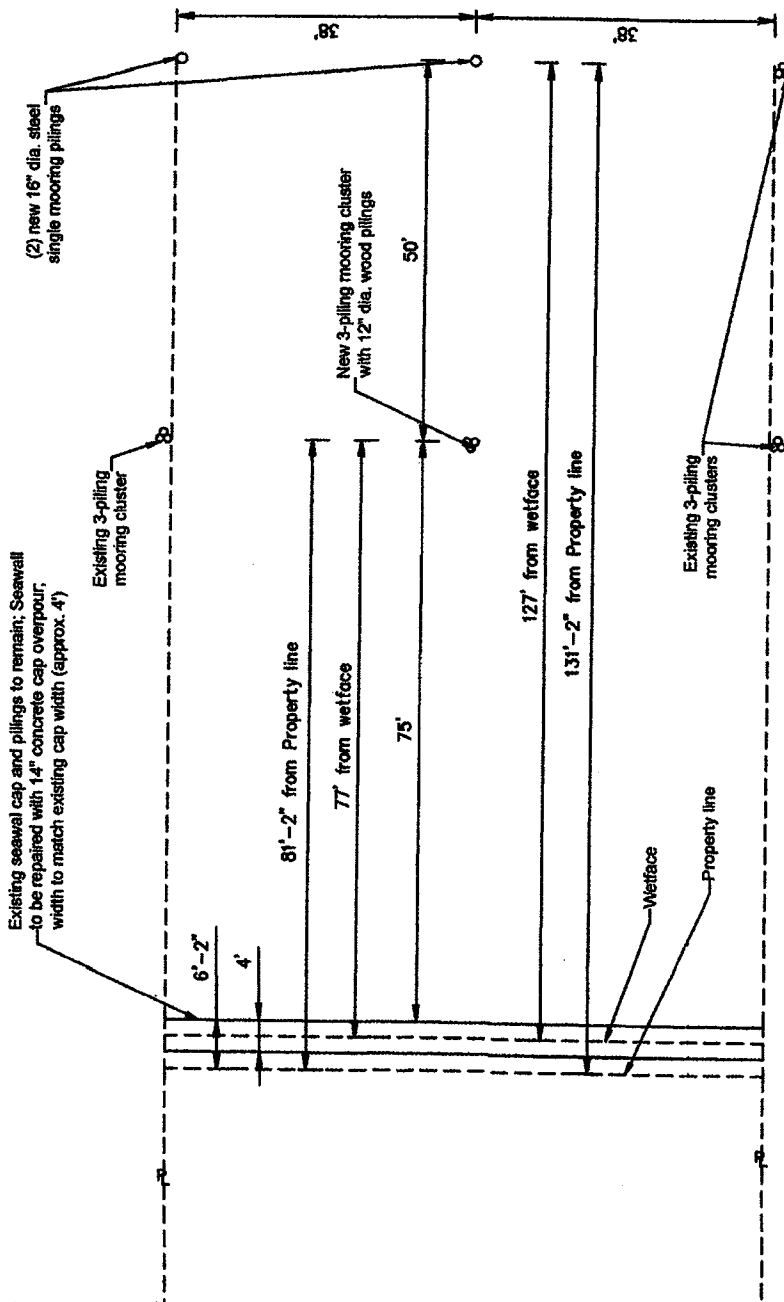 Existing seawal cap and pilings to remain; Seawall
to be repaired with 14" concrete cap overpour;
width to match existing cap width (approx. 4')
(2) new 16" dia. steel
single mooring pilings
38'
38'
Existing 3-piling
mooring cluster
New 3-piling mooring cluster
with 12" dia. wood pilings
50'
6'-2"
4'
81'-2" from Property line
77' from wetface
75'
127' from wetface
131'-2" from Property line
Existing 3-piling
mooring clusters
Wetface
Property line
PL
PL